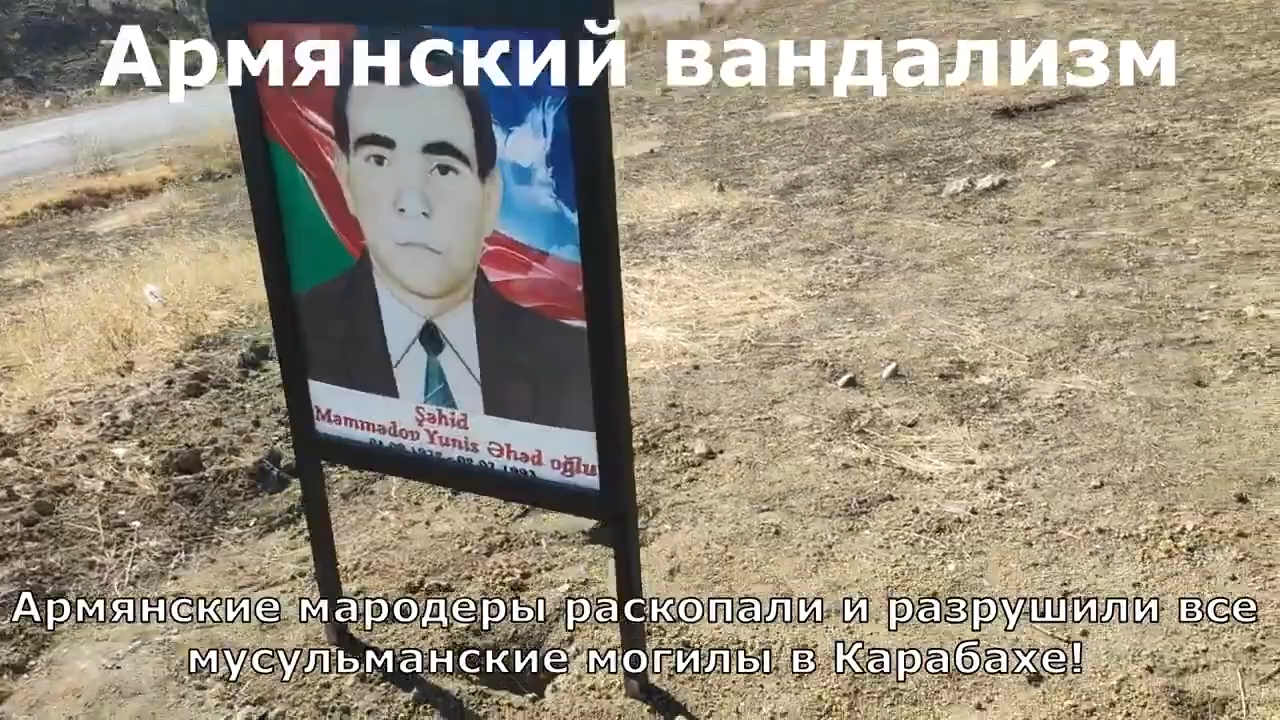 Армянский вандализм
Şəhid
Məmmədov Yunis Əhəd oğlu
Армянские мародеры раскопали и разрушили все
мусульманские могилы в Карабахе!